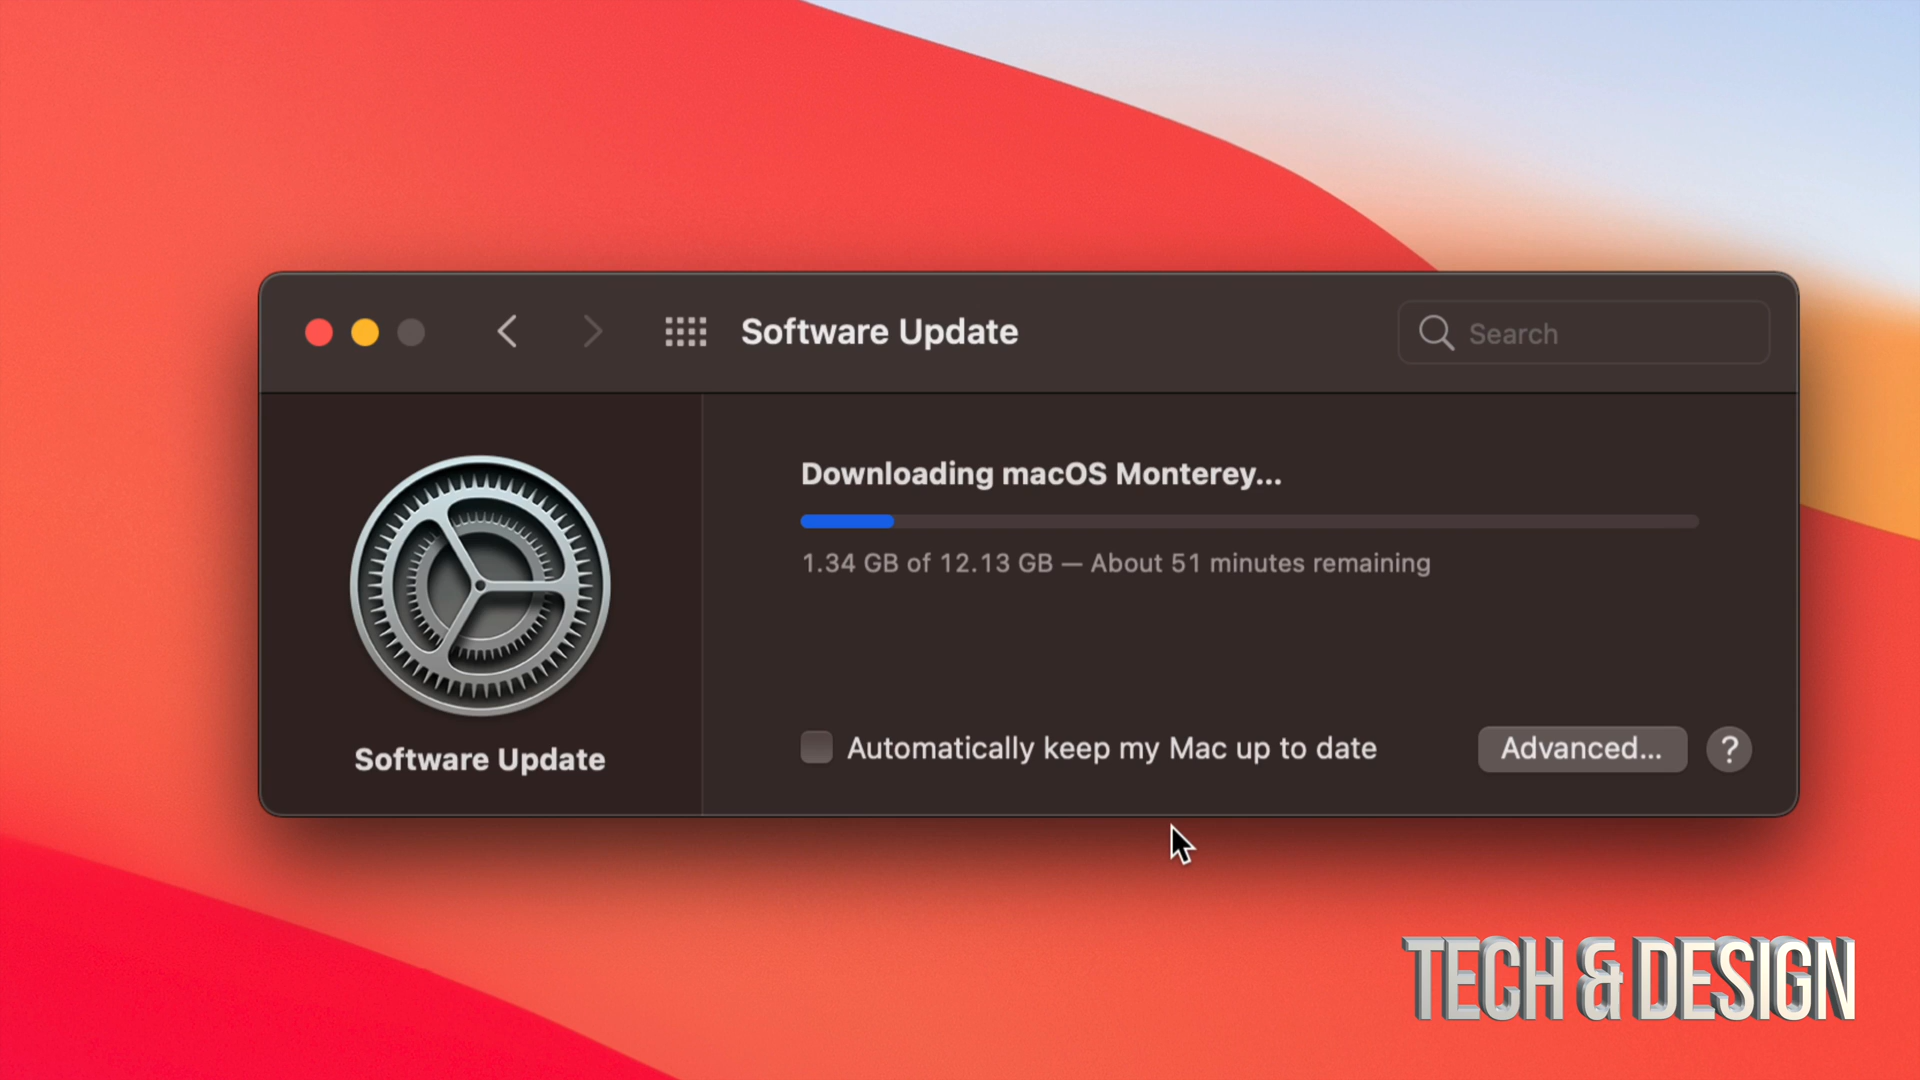 Software Update
Search
Downloading macOS Monterey...
1.34 GB of 12.13 GB — About 51 minutes remaining
Software Update
Automatically keep my Mac up to date
Advanced...
?
TECH & DESIGN